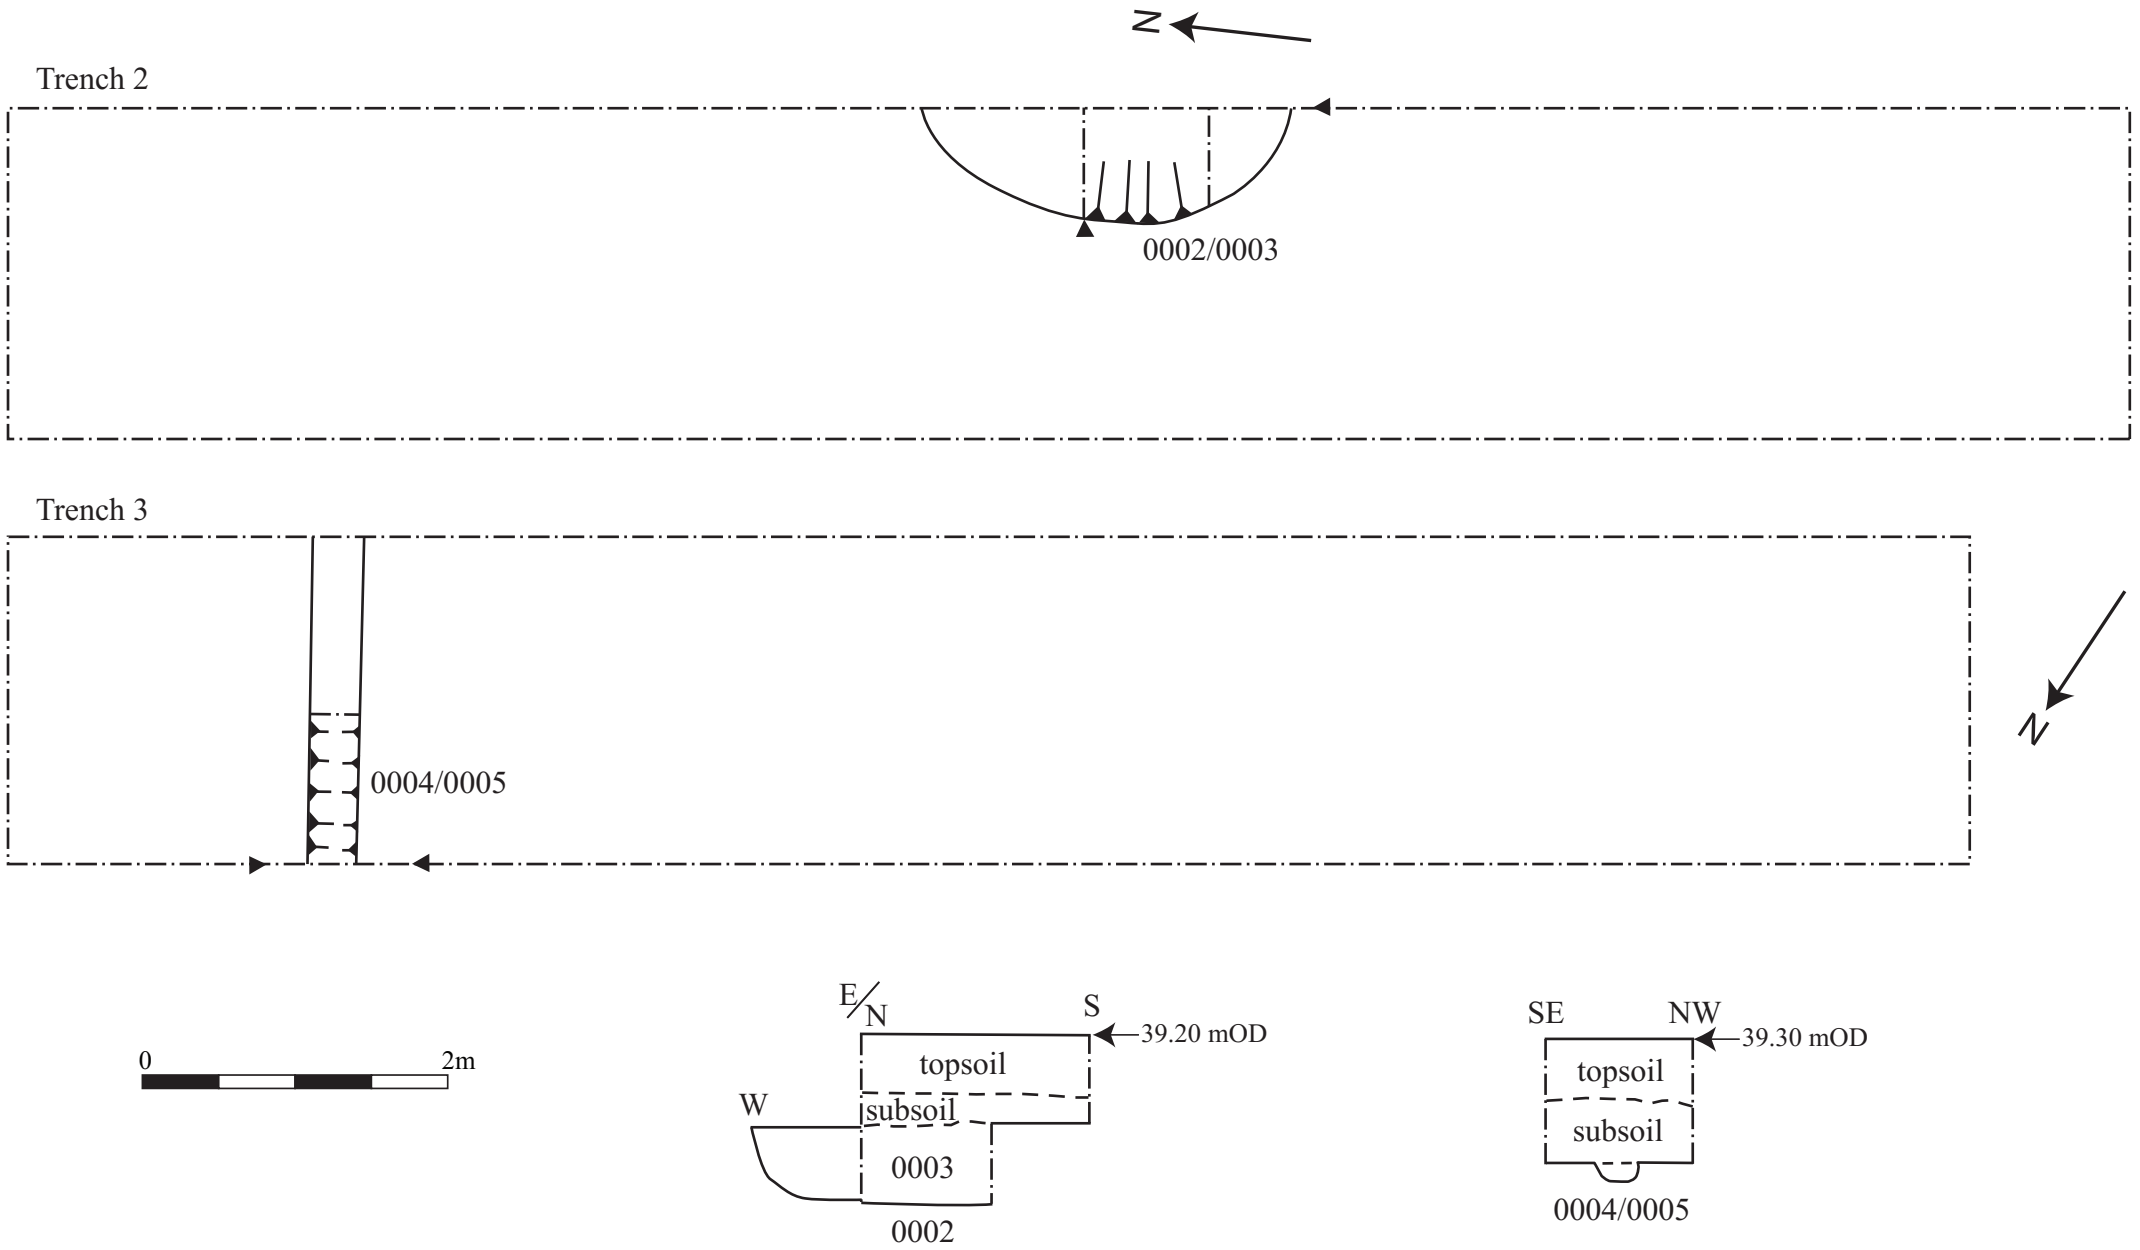 N
Trench 2
0002/0003
Trench 3
0004/0005
N
E/N
S
39.20 mOD
SE
NW
39.30 mOD
0
2m
topsoil
topsoil
W
subsoil
subsoil
0003
0004/0005
0002